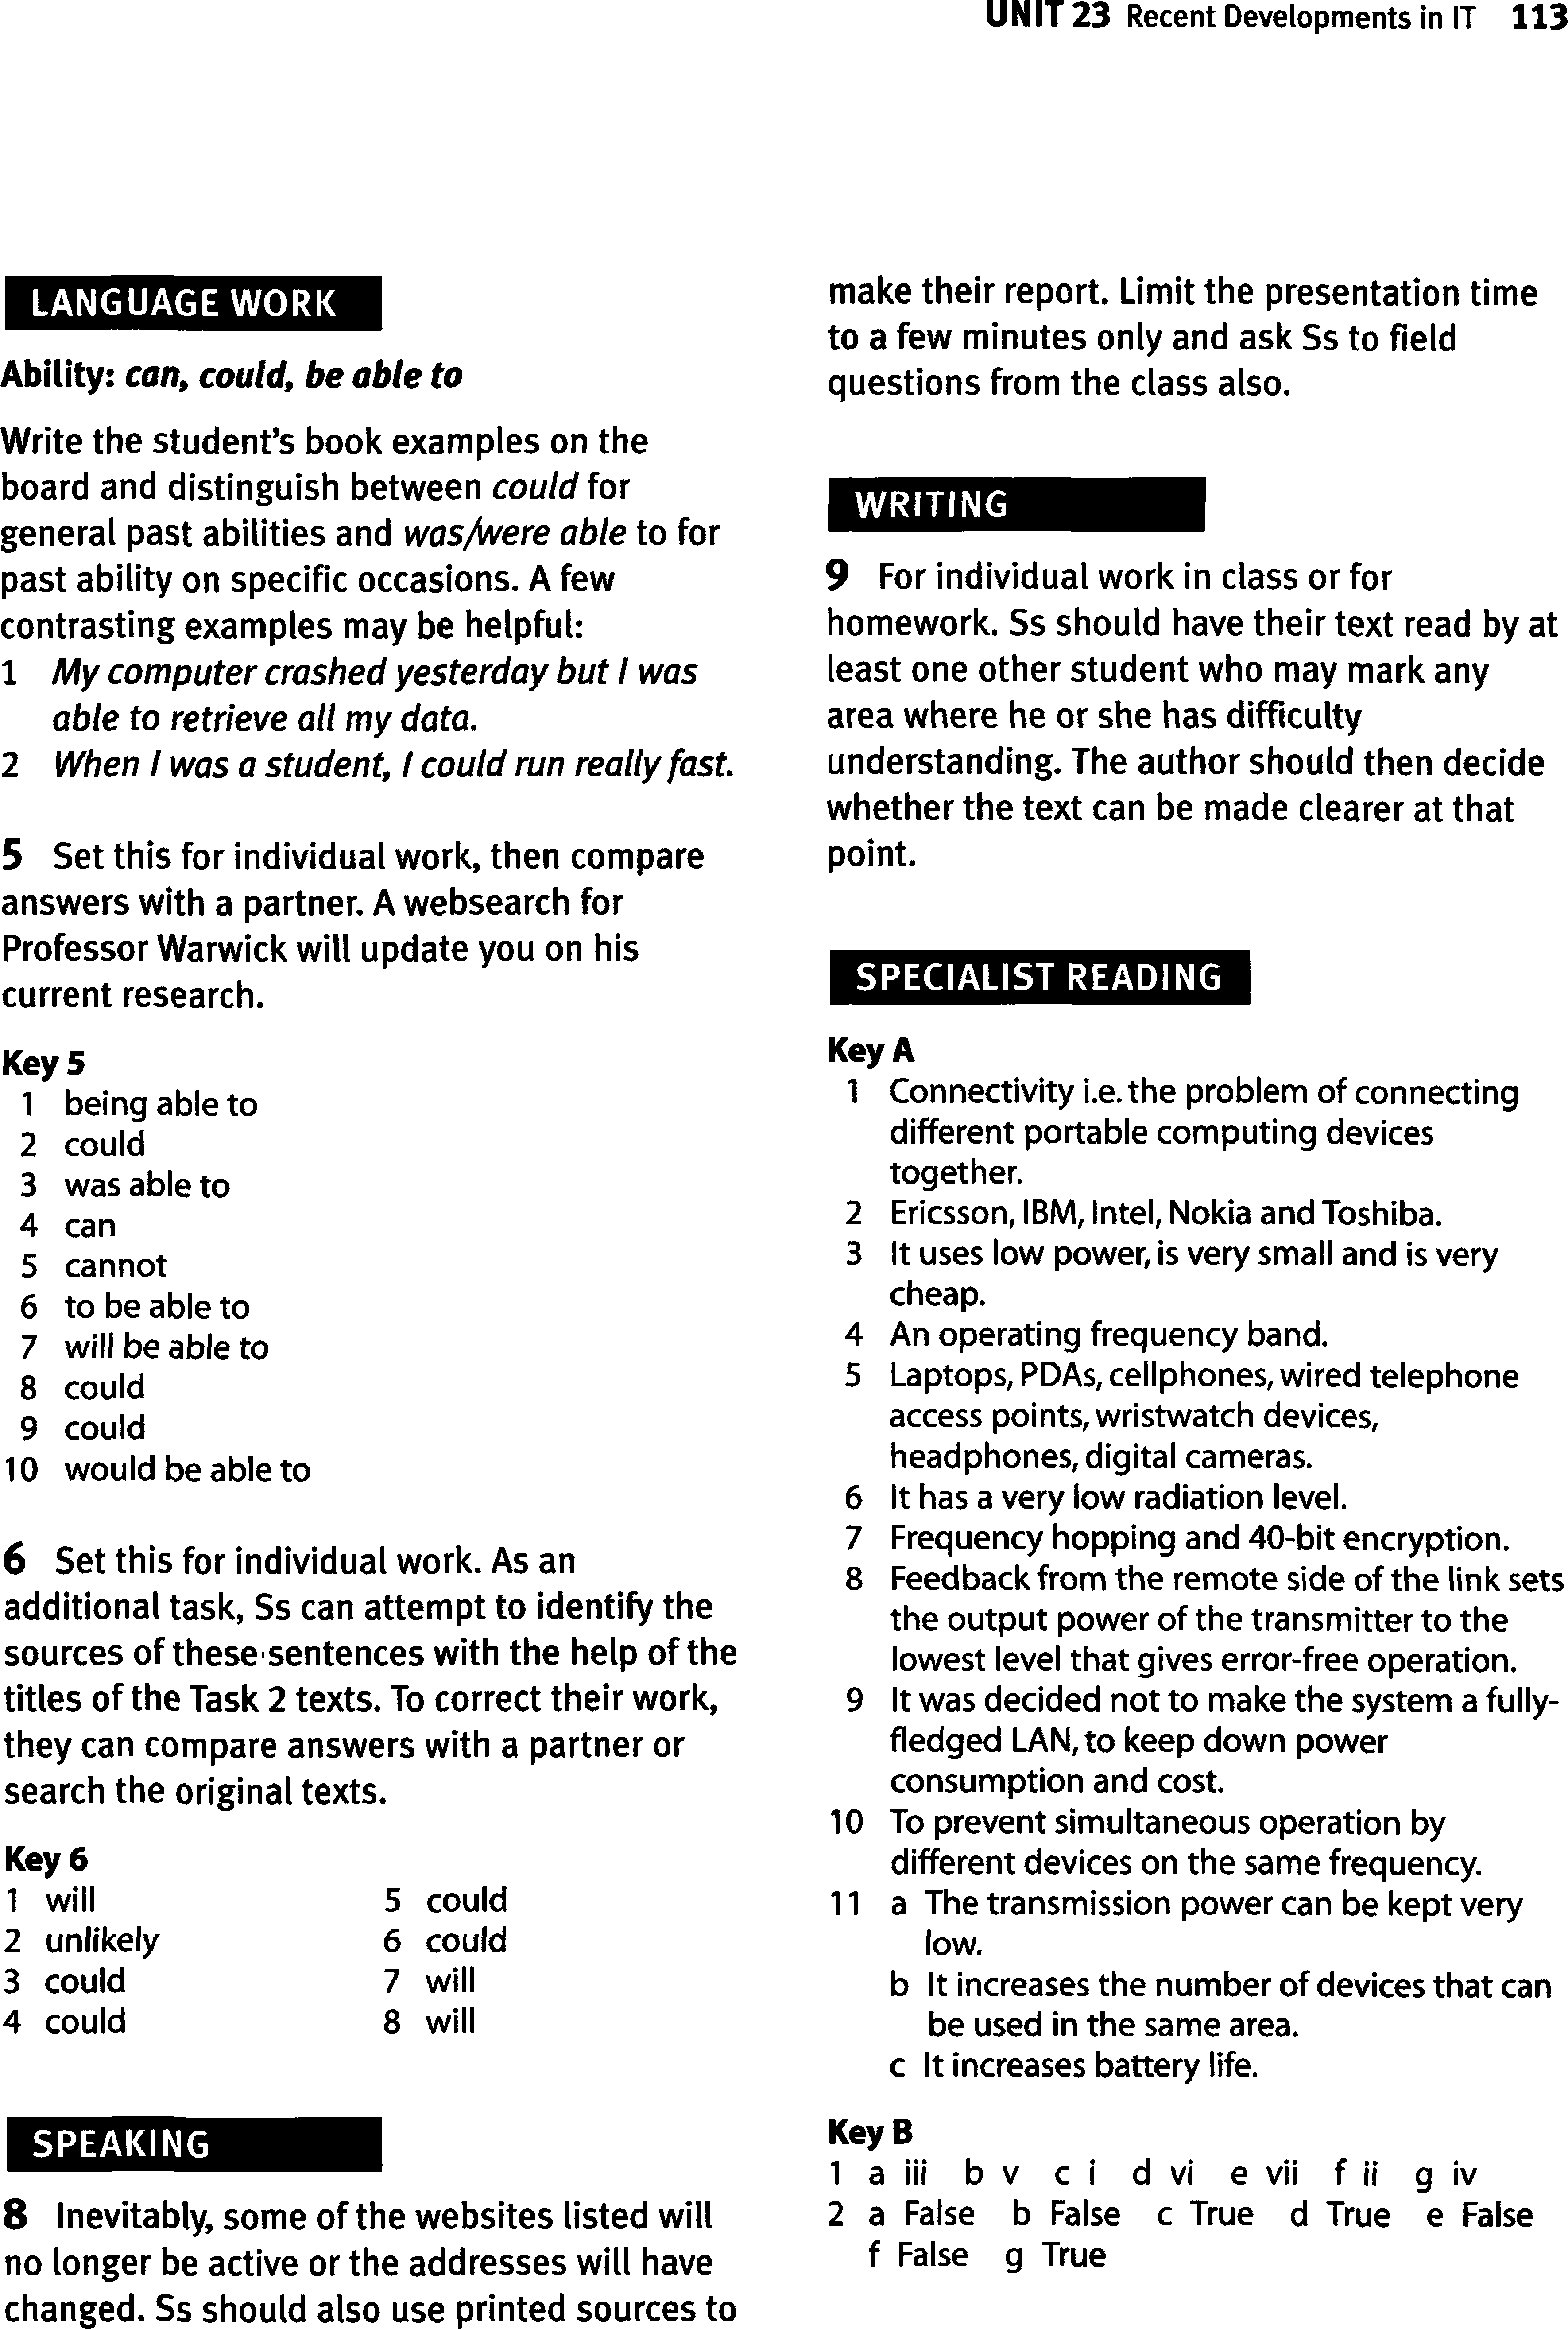 UNIT 23 Recent Developments in IT 113
LANGUAGE WORK
Ability: can, could, be able to
Write the student's book examples on the
board and distinguish between could for
general past abilities and was/were able to for
past ability on specific occasions. A few
contrasting examples may be helpful:
1 My computer crashed yesterday but I was
able to retrieve all my data.
2 When I was a student, I could run really fast.
5 Set this for individual work, then compare
answers with a partner. A websearch for
Professor Warwick will update you on his
current research.
Key 5
1 being able to
2 could
3 was able to
4 can
5 cannot
6 to be able to
7 will be able to
8 could
9 could
10 would be able to
6 Set this for individual work. As an
additional task, Ss can attempt to identify the
sources of these sentences with the help of the
titles of the Task 2 texts. To correct their work,
they can compare answers with a partner or
search the original texts.
Key 6
1 will
2 unlikely
3 could
4 could
5 could
6 could
7 will
8 will
SPEAKING
8 Inevitably, some of the websites listed will
no longer be active or the addresses will have
changed. Ss should also use printed sources to
make their report. Limit the presentation time
to a few minutes only and ask Ss to field
questions from the class also.
WRITING
9 For individual work in class or for
homework. Ss should have their text read by at
least one other student who may mark any
area where he or she has difficulty
understanding. The author should then decide
whether the text can be made clearer at that
point.
SPECIALIST READING
Key A
1 Connectivity i.e. the problem of connecting
different portable computing devices
together.
2 Ericsson, IBM, Intel, Nokia and Toshiba.
3 It uses low power, is very small and is very
cheap.
4 An operating frequency band.
5 Laptops, PDAs, cellphones, wired telephone
access points, wristwatch devices,
headphones, digital cameras.
6 It has a very low radiation level.
7 Frequency hopping and 40-bit encryption.
8 Feedback from the remote side of the link sets
the output power of the transmitter to the
lowest level that gives error-free operation.
9 It was decided not to make the system a fully-
fledged LAN, to keep down power
consumption and cost.
10 To prevent simultaneous operation by
different devices on the same frequency.
11 a The transmission power can be kept very
low.
b It increases the number of devices that can
be used in the same area.
c It increases battery life.
Key B
1 a iii b v c i d vi e vii f ii g iv
2 a False b False c True d True e False
f False g True